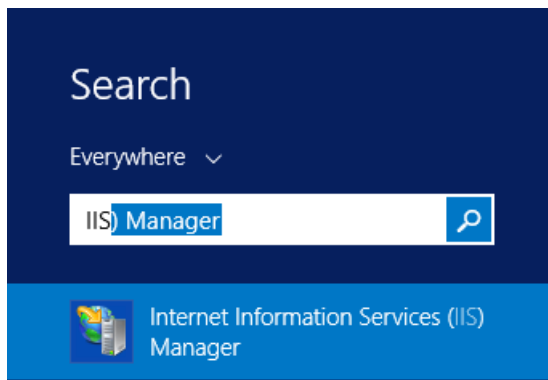 Search
Everywhere
IIS) Manager
Internet Information Services (IIS)
Manager